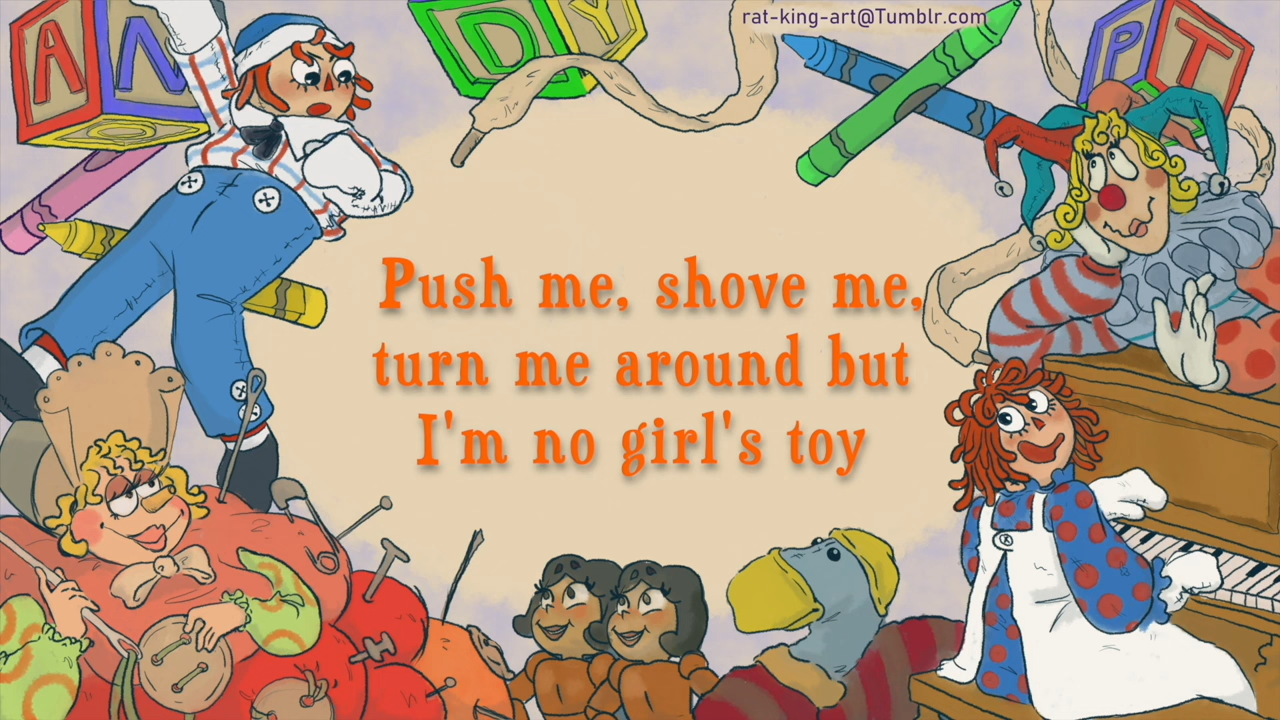 rat-king-art@Tumblr.com
A N
D Y
P T
Push me, shove me,
turn me around but
I'm no girl's toy